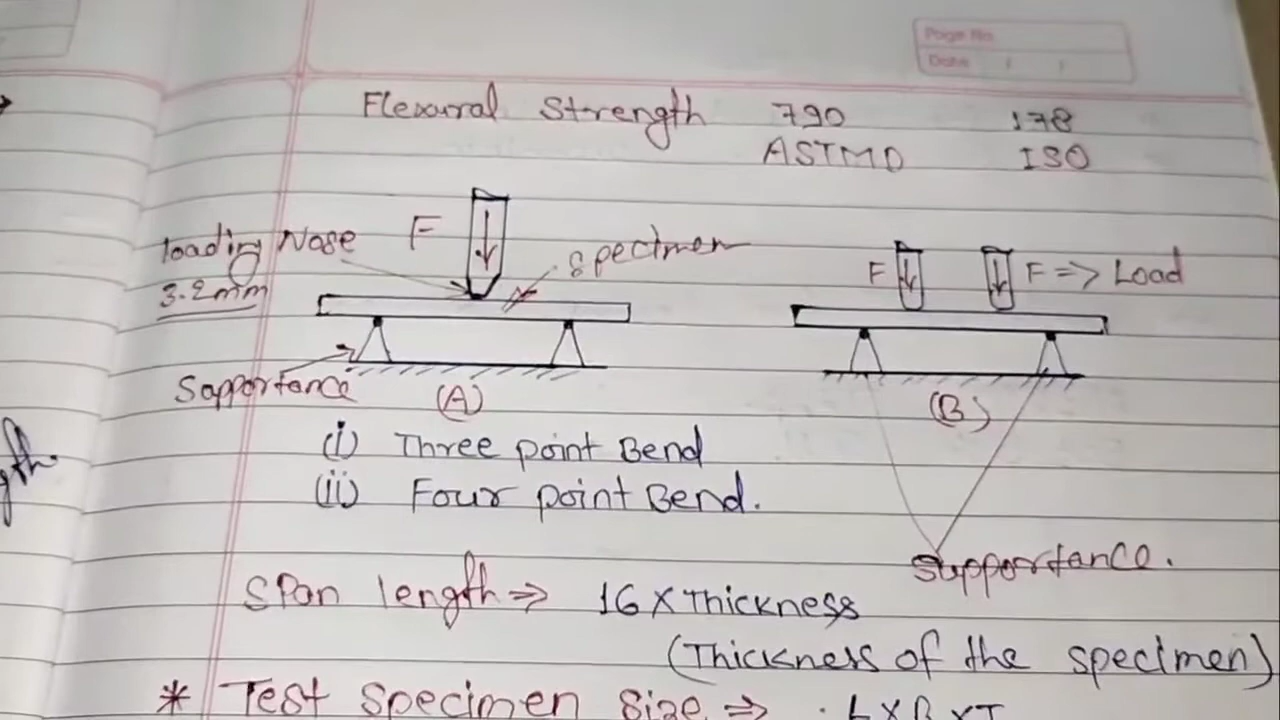 Page No.
Date / /
Flexural Strength 790 178
ASTMD ISO
loading Nose F specimen
3.2mm
F F => Load
Sapportance (A) (B)
(i) Three point Bend
(ii) Four point Bend.
Supportance.
Span length => 16 X Thickness
(Thickness of the specimen)
* Test specimen size => . L X B X T